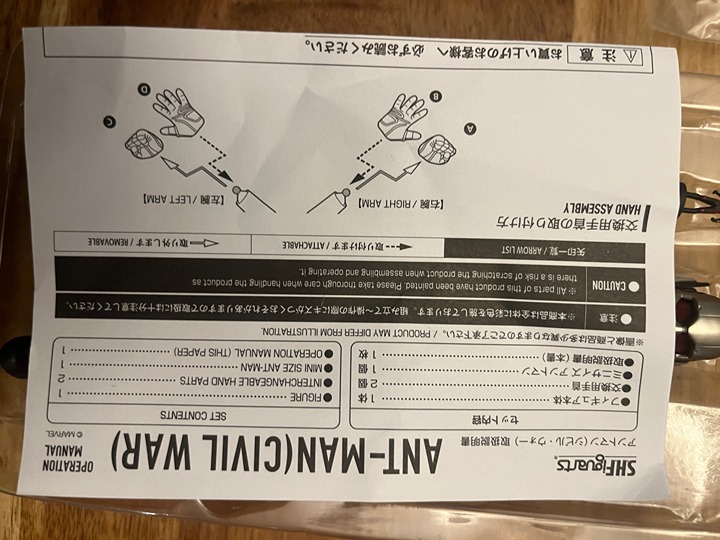 S.H.Figuarts
アントマン(シビル・ウォー) 取扱説明書
ANT-MAN(CIVIL WAR)
OPERATION MANUAL
© MARVEL
セット内容
●フィギュア本体 1 体
●交換用手首 2 個
●ミニサイズ アントマン 1 個
●取扱説明書(本書) 1 枚
SET CONTENTS
●FIGURE 1
●INTERCHANGEABLE HAND PARTS 2
●MINI SIZE ANT-MAN 1
●OPERATION MANUAL (THIS PAPER) 1
※画像と商品は多少異なりますのでご了承下さい。 / PRODUCT MAY DIFFER FROM ILLUSTRATION.
●注意
※本商品は全体に彩色を施しております。組み立て〜操作の際にキズがつくおそれがありますので取扱には十分注意してください。
●CAUTION
※All parts of this product have been painted. Please take thorough care when handling the product as
there is a risk of scratching the product when assembling and operating it.
矢印一覧 / ARROW LIST
取り付けます / ATTACHABLE
取り外します / REMOVABLE
交換用手首の取り付け方
HAND ASSEMBLY
【右腕 / RIGHT ARM】
【左腕 / LEFT ARM】
A
B
C
D
注 意
お買い上げのお客様へ 必ずお読みください。